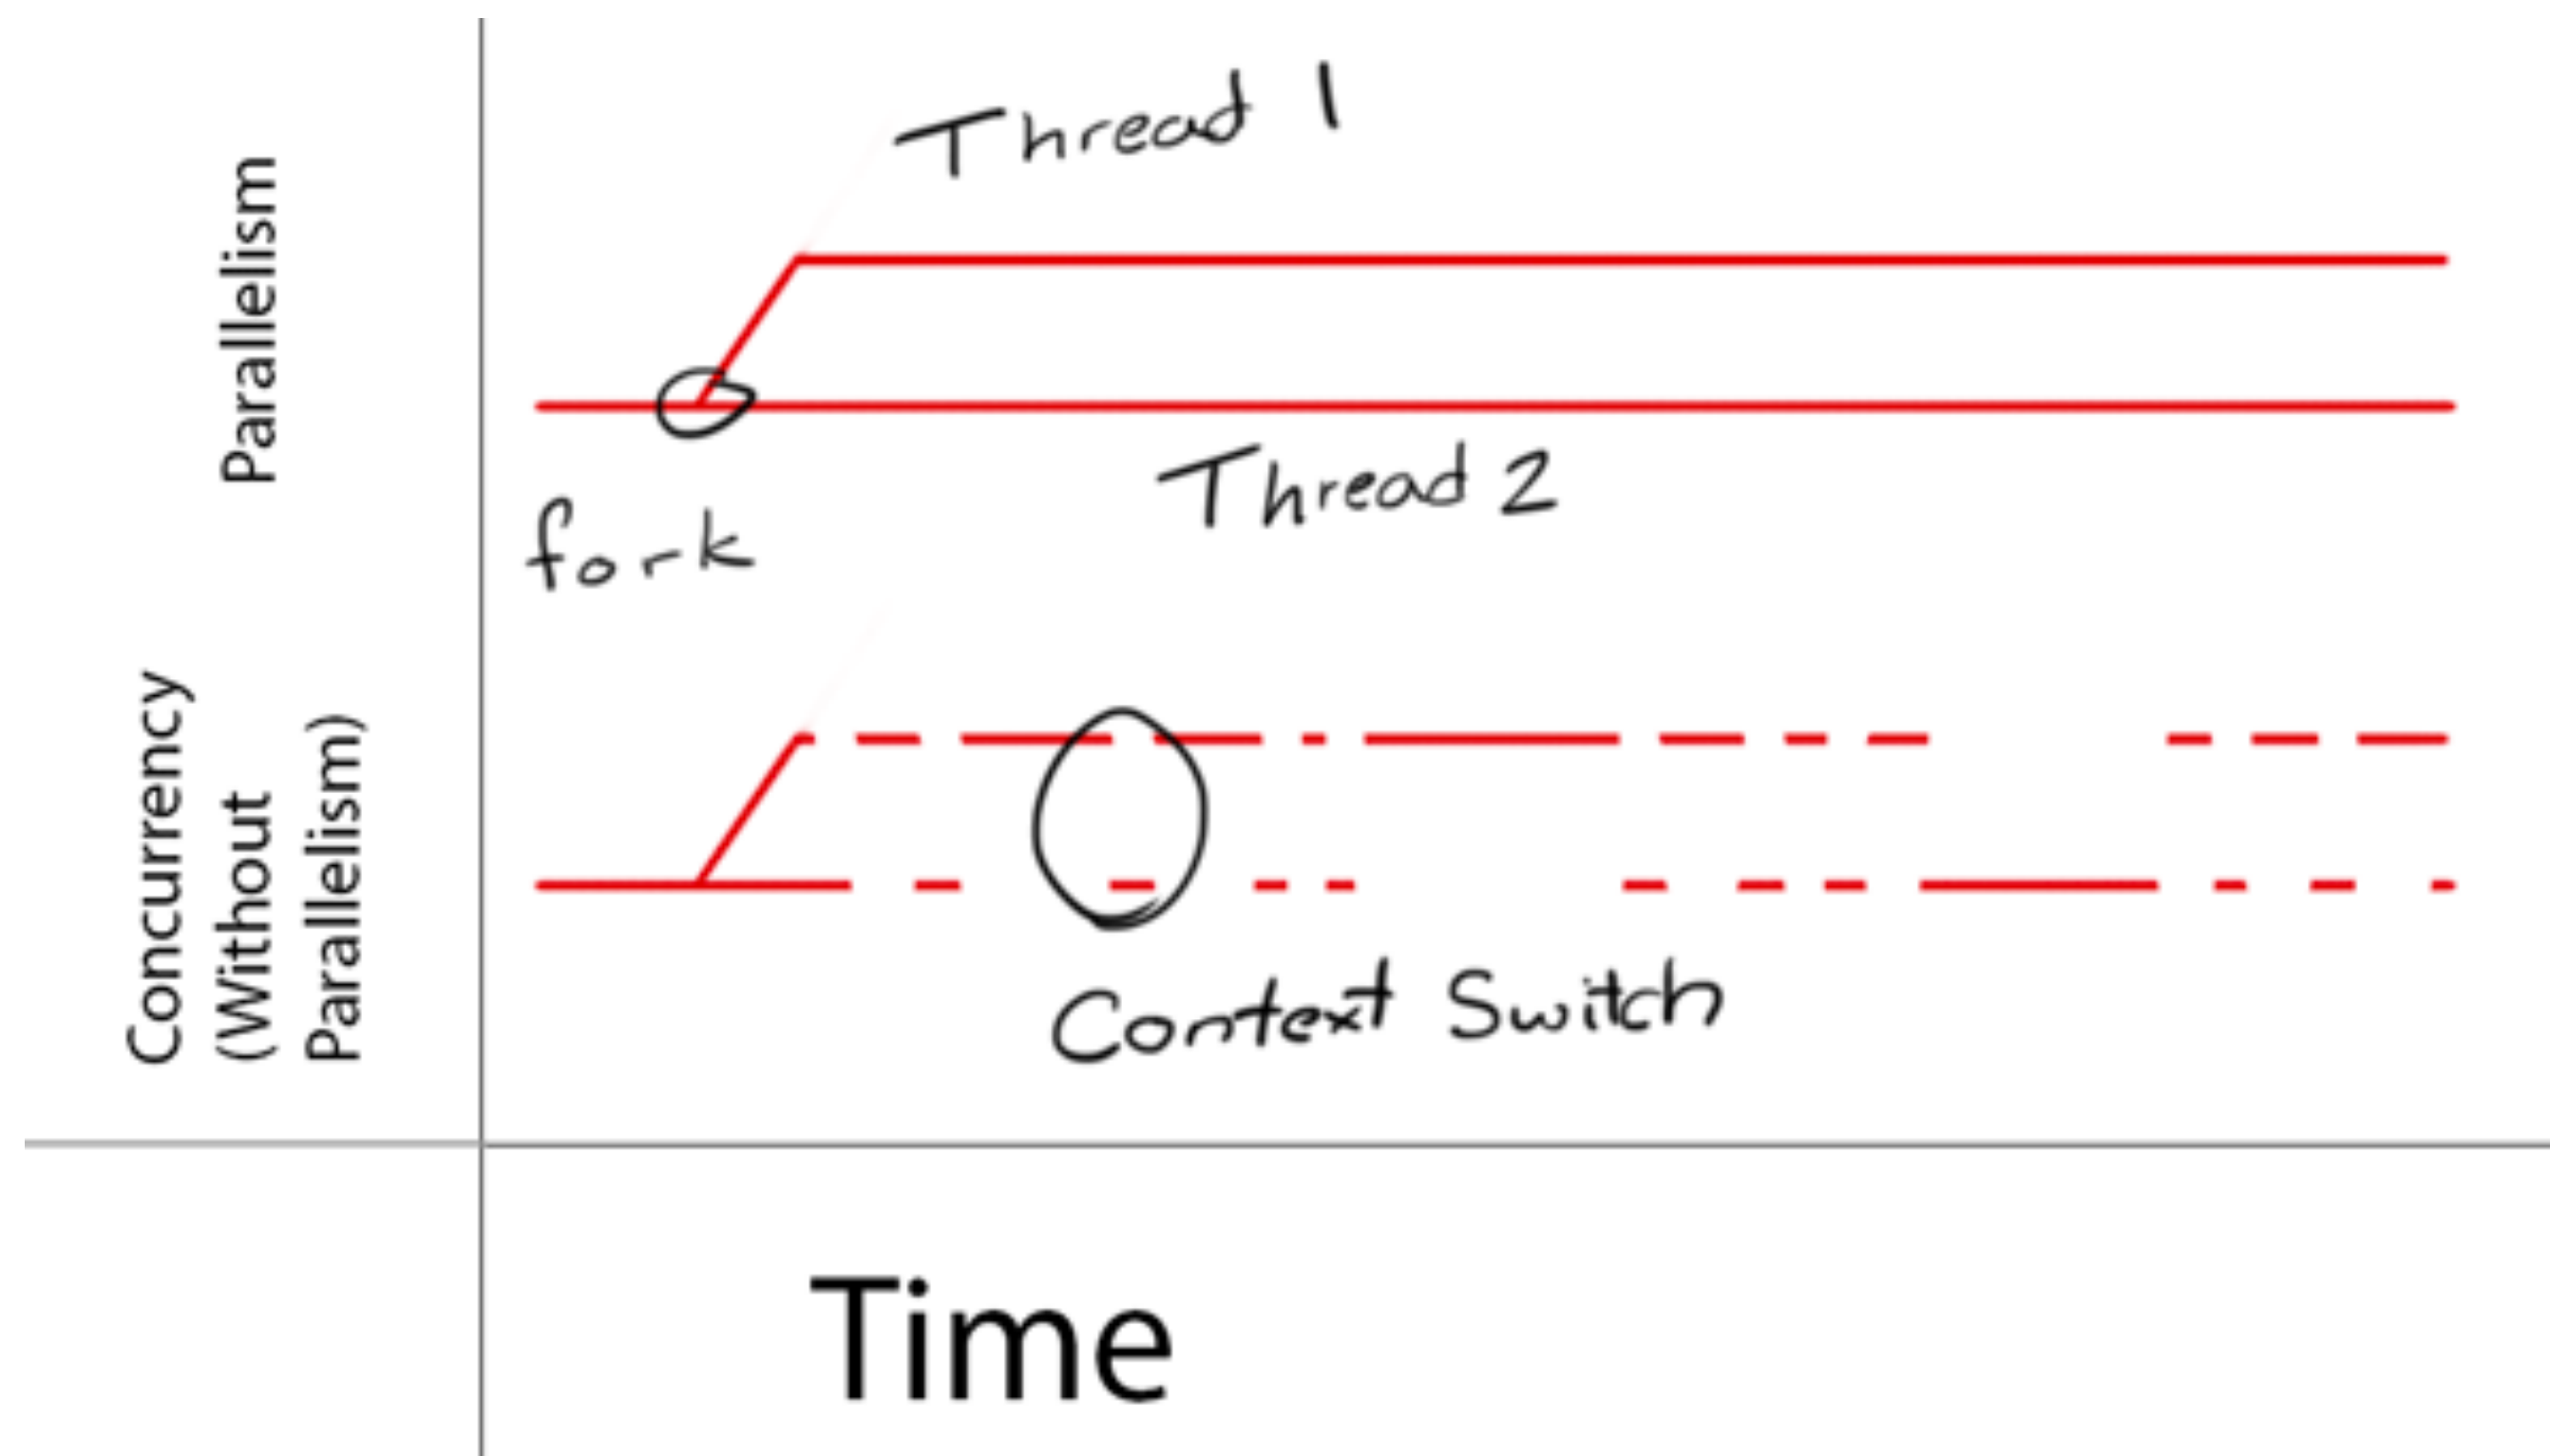 Parallelism
Thread 1
Thread 2
fork
Concurrency
(Without
Parallelism)
Context Switch
Time